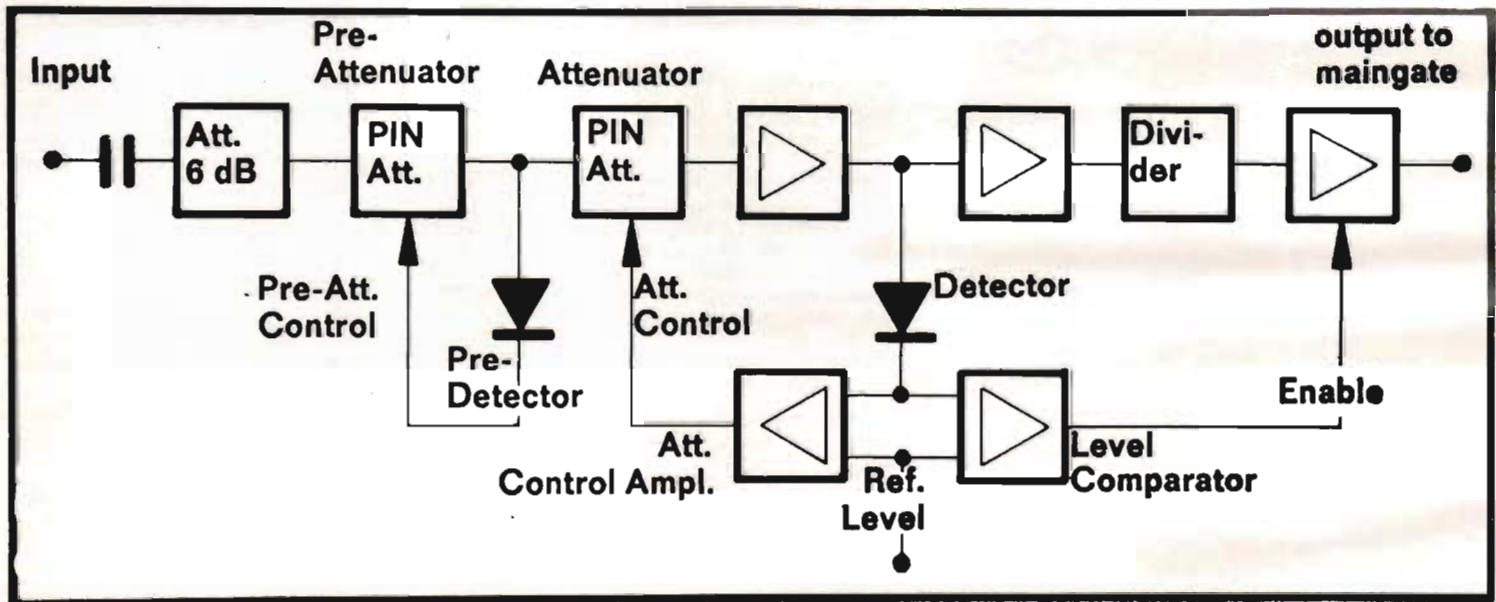 Input
Pre-
Attenuator
Attenuator
output to
maingate
Att.
6 dB
PIN
Att.
PIN
Att.
Divi-
der
Pre-Att.
Control
Pre-
Detector
Att.
Control
Detector
Enable
Att.
Control Ampl.
Ref.
Level
Level
Comparator